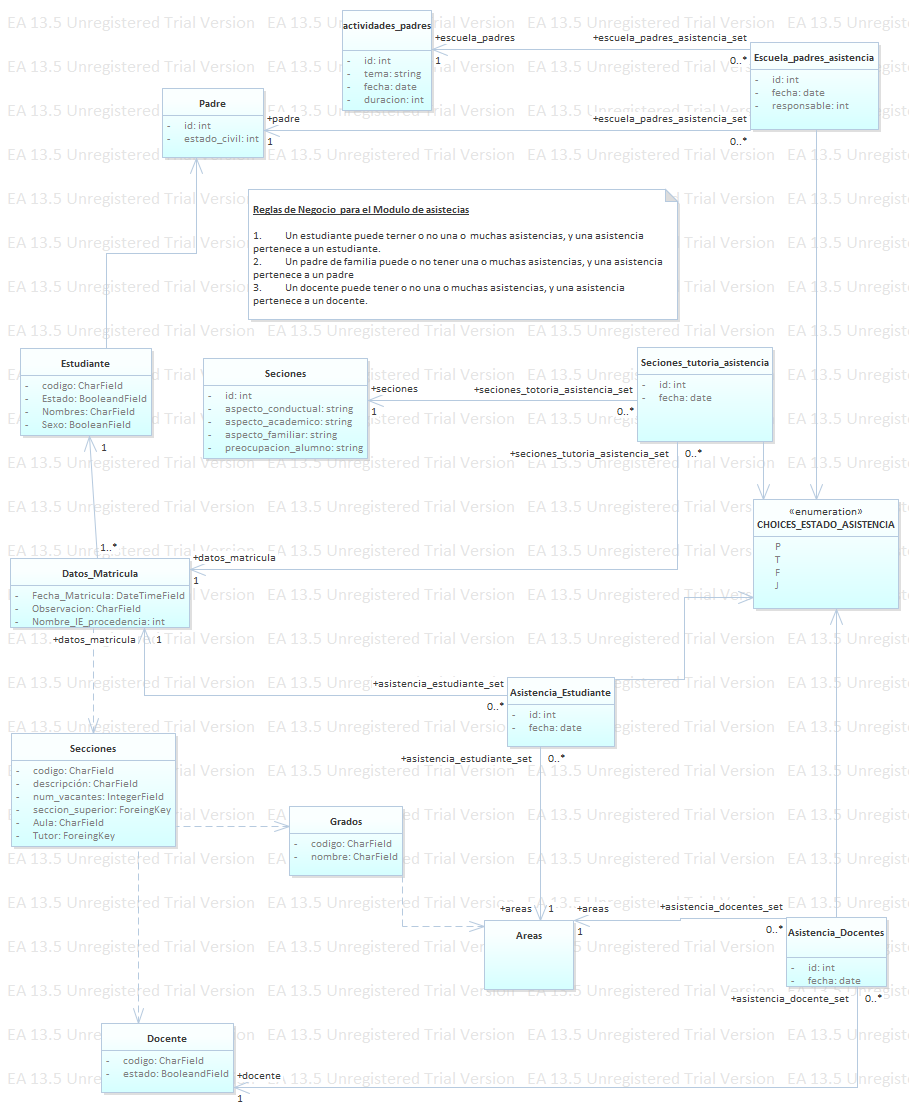 EA 13.5 Unregistered Trial Version
actividades_padres
- id: int
- tema: string
- fecha: date
- duracion: int
+escuela_padres
1
+escuela_padres_asistencia_set
0..*
Escuela_padres_asistencia
- id: int
- fecha: date
- responsable: int
Padre
- id: int
- estado_civil: int
+padre
1
+escuela_padres_asistencia_set
0..*
Reglas de Negocio para el Modulo de asistecias
1. Un estudiante puede terner o no una o muchas asistencias, y una asistencia
pertenece a un estudiante.
2. Un padre de familia puede o no tener una o muchas asistencias, y una asistencia
pertenece a un padre
3. Un docente puede tener o no una o muchas asistencias, y una asistencia
pertenece a un docente.
Estudiante
- codigo: CharField
- Estado: BooleandField
- Nombres: CharField
- Sexo: BooleanField
1
1..*
Seciones
- id: int
- aspecto_conductual: string
- aspecto_academico: string
- aspecto_familiar: string
- preocupacion_alumno: string
+seciones
1
+seciones_totoria_asistencia_set
0..*
Seciones_tutoria_asistencia
- id: int
- fecha: date
+seciones_tutoria_asistencia_set
0..*
«enumeration»
CHOICES_ESTADO_ASISTENCIA
P
T
F
J
Datos_Matricula
- Fecha_Matricula: DateTimeField
- Observacion: CharField
- Nombre_IE_procedencia: int
+datos_matricula
1
+datos_matricula
1
+asistencia_estudiante_set
0..*
Asistencia_Estudiante
- id: int
- fecha: date
+asistencia_estudiante_set
0..*
Secciones
- codigo: CharField
- descripción: CharField
- num_vacantes: IntegerField
- seccion_superior: ForeingKey
- Aula: CharField
- Tutor: ForeingKey
Grados
- codigo: CharField
- nombre: CharField
+areas
1
+areas
1
Areas
+asistencia_docentes_set
0..*
Asistencia_Docentes
- id: int
- fecha: date
+asistencia_docente_set
0..*
Docente
- codigo: CharField
- estado: BooleandField
+docente
1